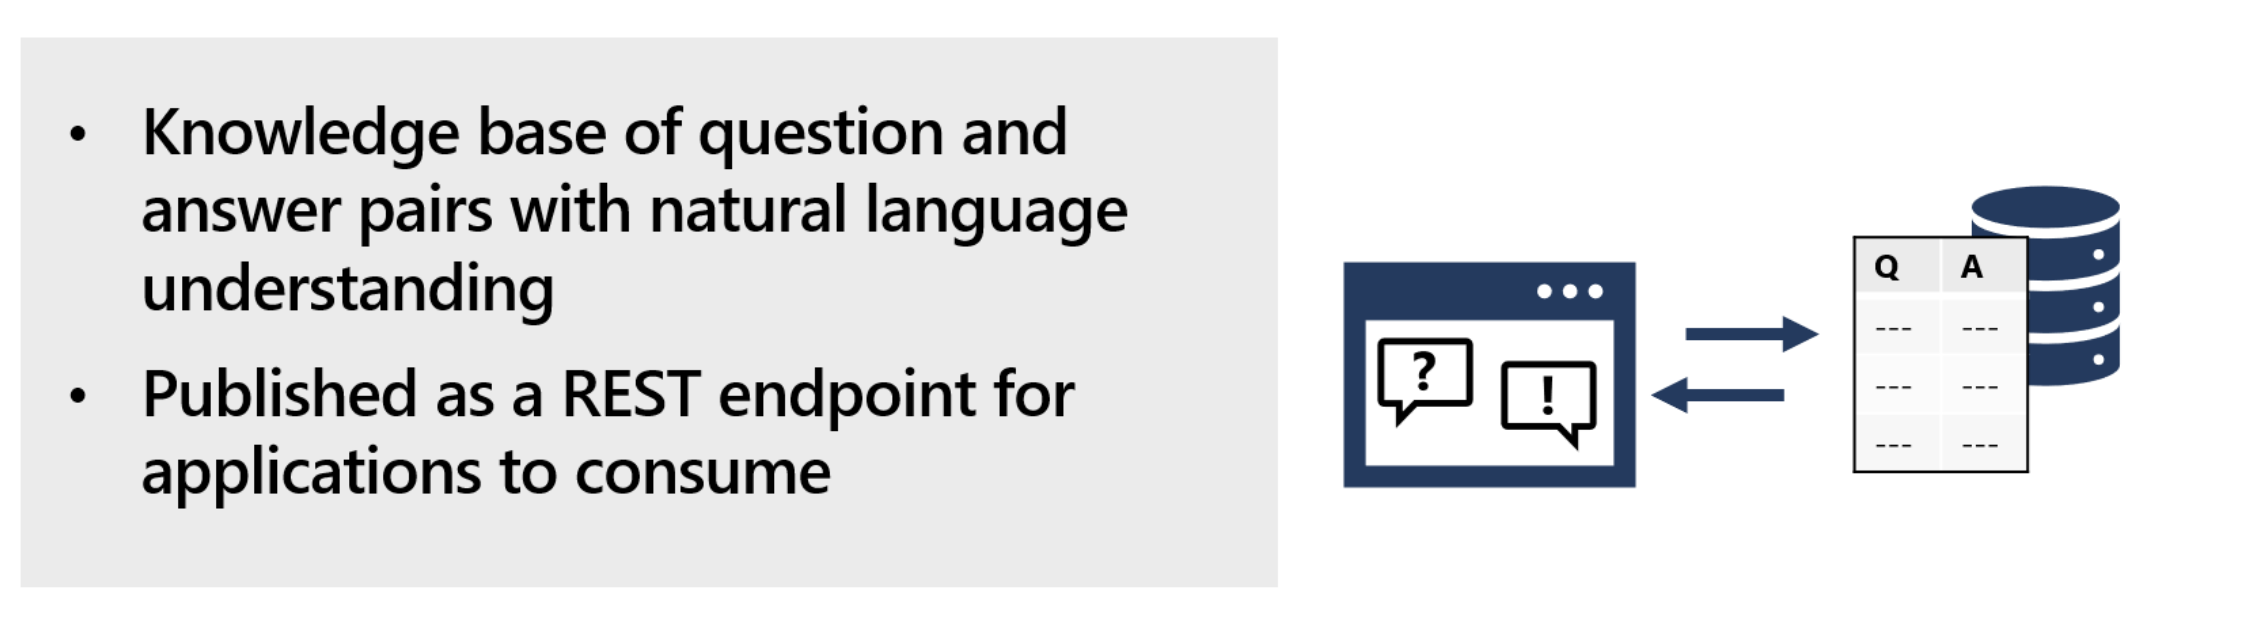 • Knowledge base of question and
answer pairs with natural language
understanding
• Published as a REST endpoint for
applications to consume
? !
Q A
--- ---
--- ---
--- ---